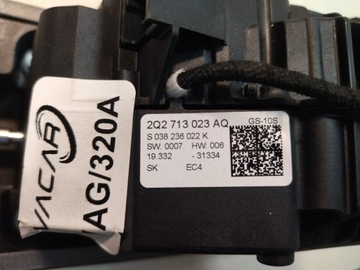 VACAR
AG/320A
2Q2 713 023 AQ
GS-10S
S 038 236 022 K
SW 0007 HW 006
19.332 - 31334
SK EC4